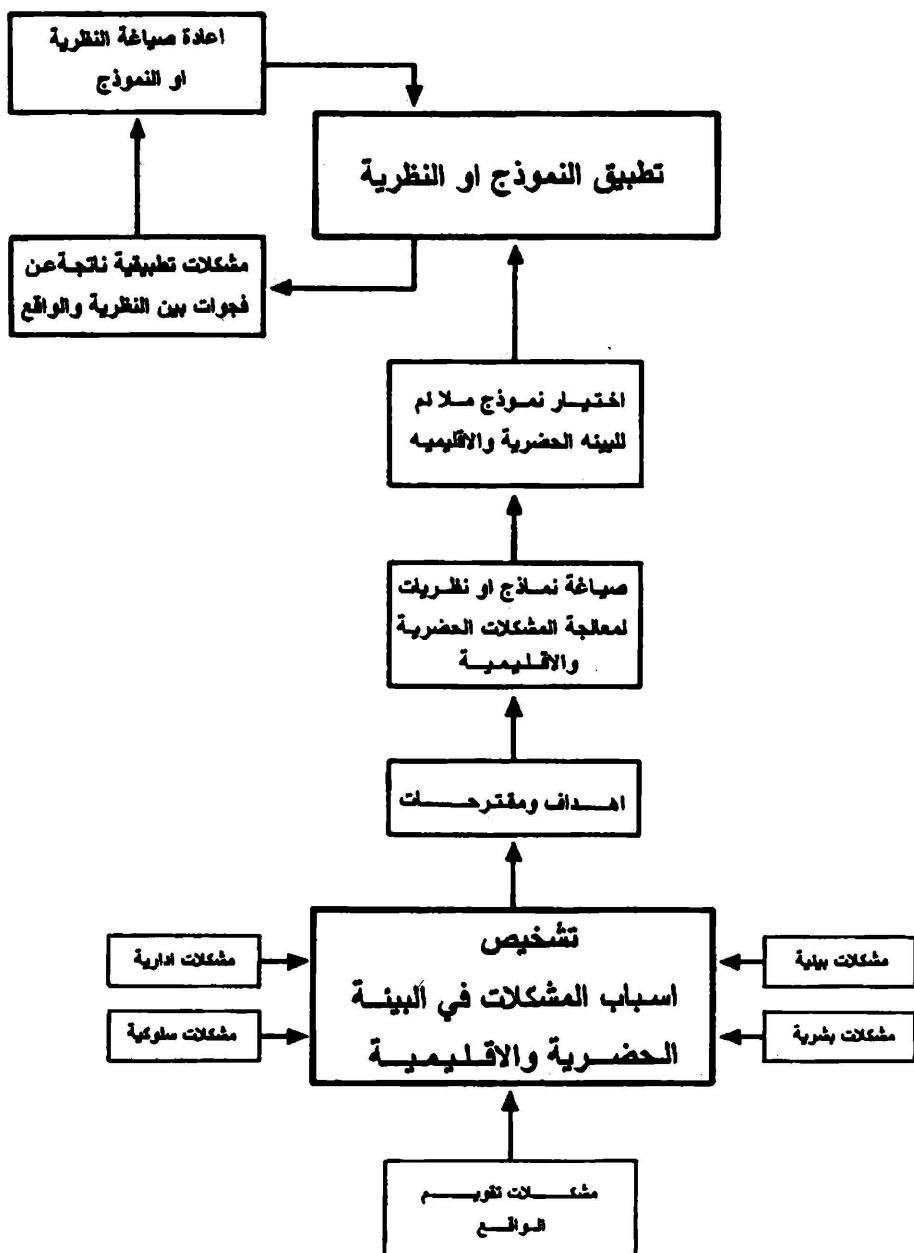 اعادة صياغة النظرية
او النموذج
تطبيق النموذج او النظرية
مشكلات تطبيقية ناتجة عن
فجوات بين النظرية والواقع
اختيار نموذج ملائم
للبيئه الحضرية والاقليميه
صياغة نماذج او نظريات
لمعالجة المشكلات الحضرية
والاقليمية
اهداف ومقترحات
تشخيص
اسباب المشكلات في البيئة
الحضرية والاقليمية
مشكلات ادارية
مشكلات بيئية
مشكلات سلوكية
مشكلات بشرية
مشكلات تقويم
الواقع